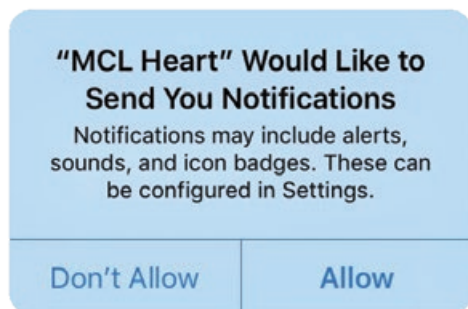 “MCL Heart” Would Like to
Send You Notifications
Notifications may include alerts,
sounds, and icon badges. These can
be configured in Settings.
Don’t Allow
Allow